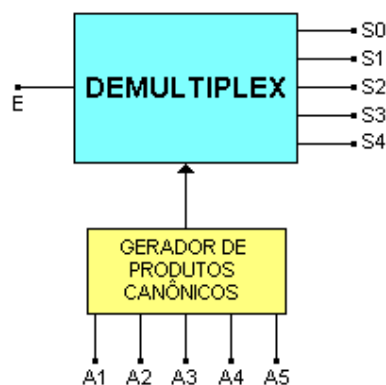 S0
S1
DEMULTIPLEX
S2
E
S3
S4
GERADOR DE
PRODUTOS
CANÔNICOS
A1 A2 A3 A4 A5